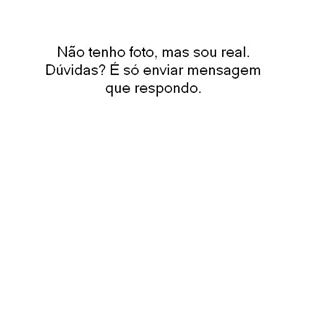 Não tenho foto, mas sou real.
Dúvidas? É só enviar mensagem
que respondo.